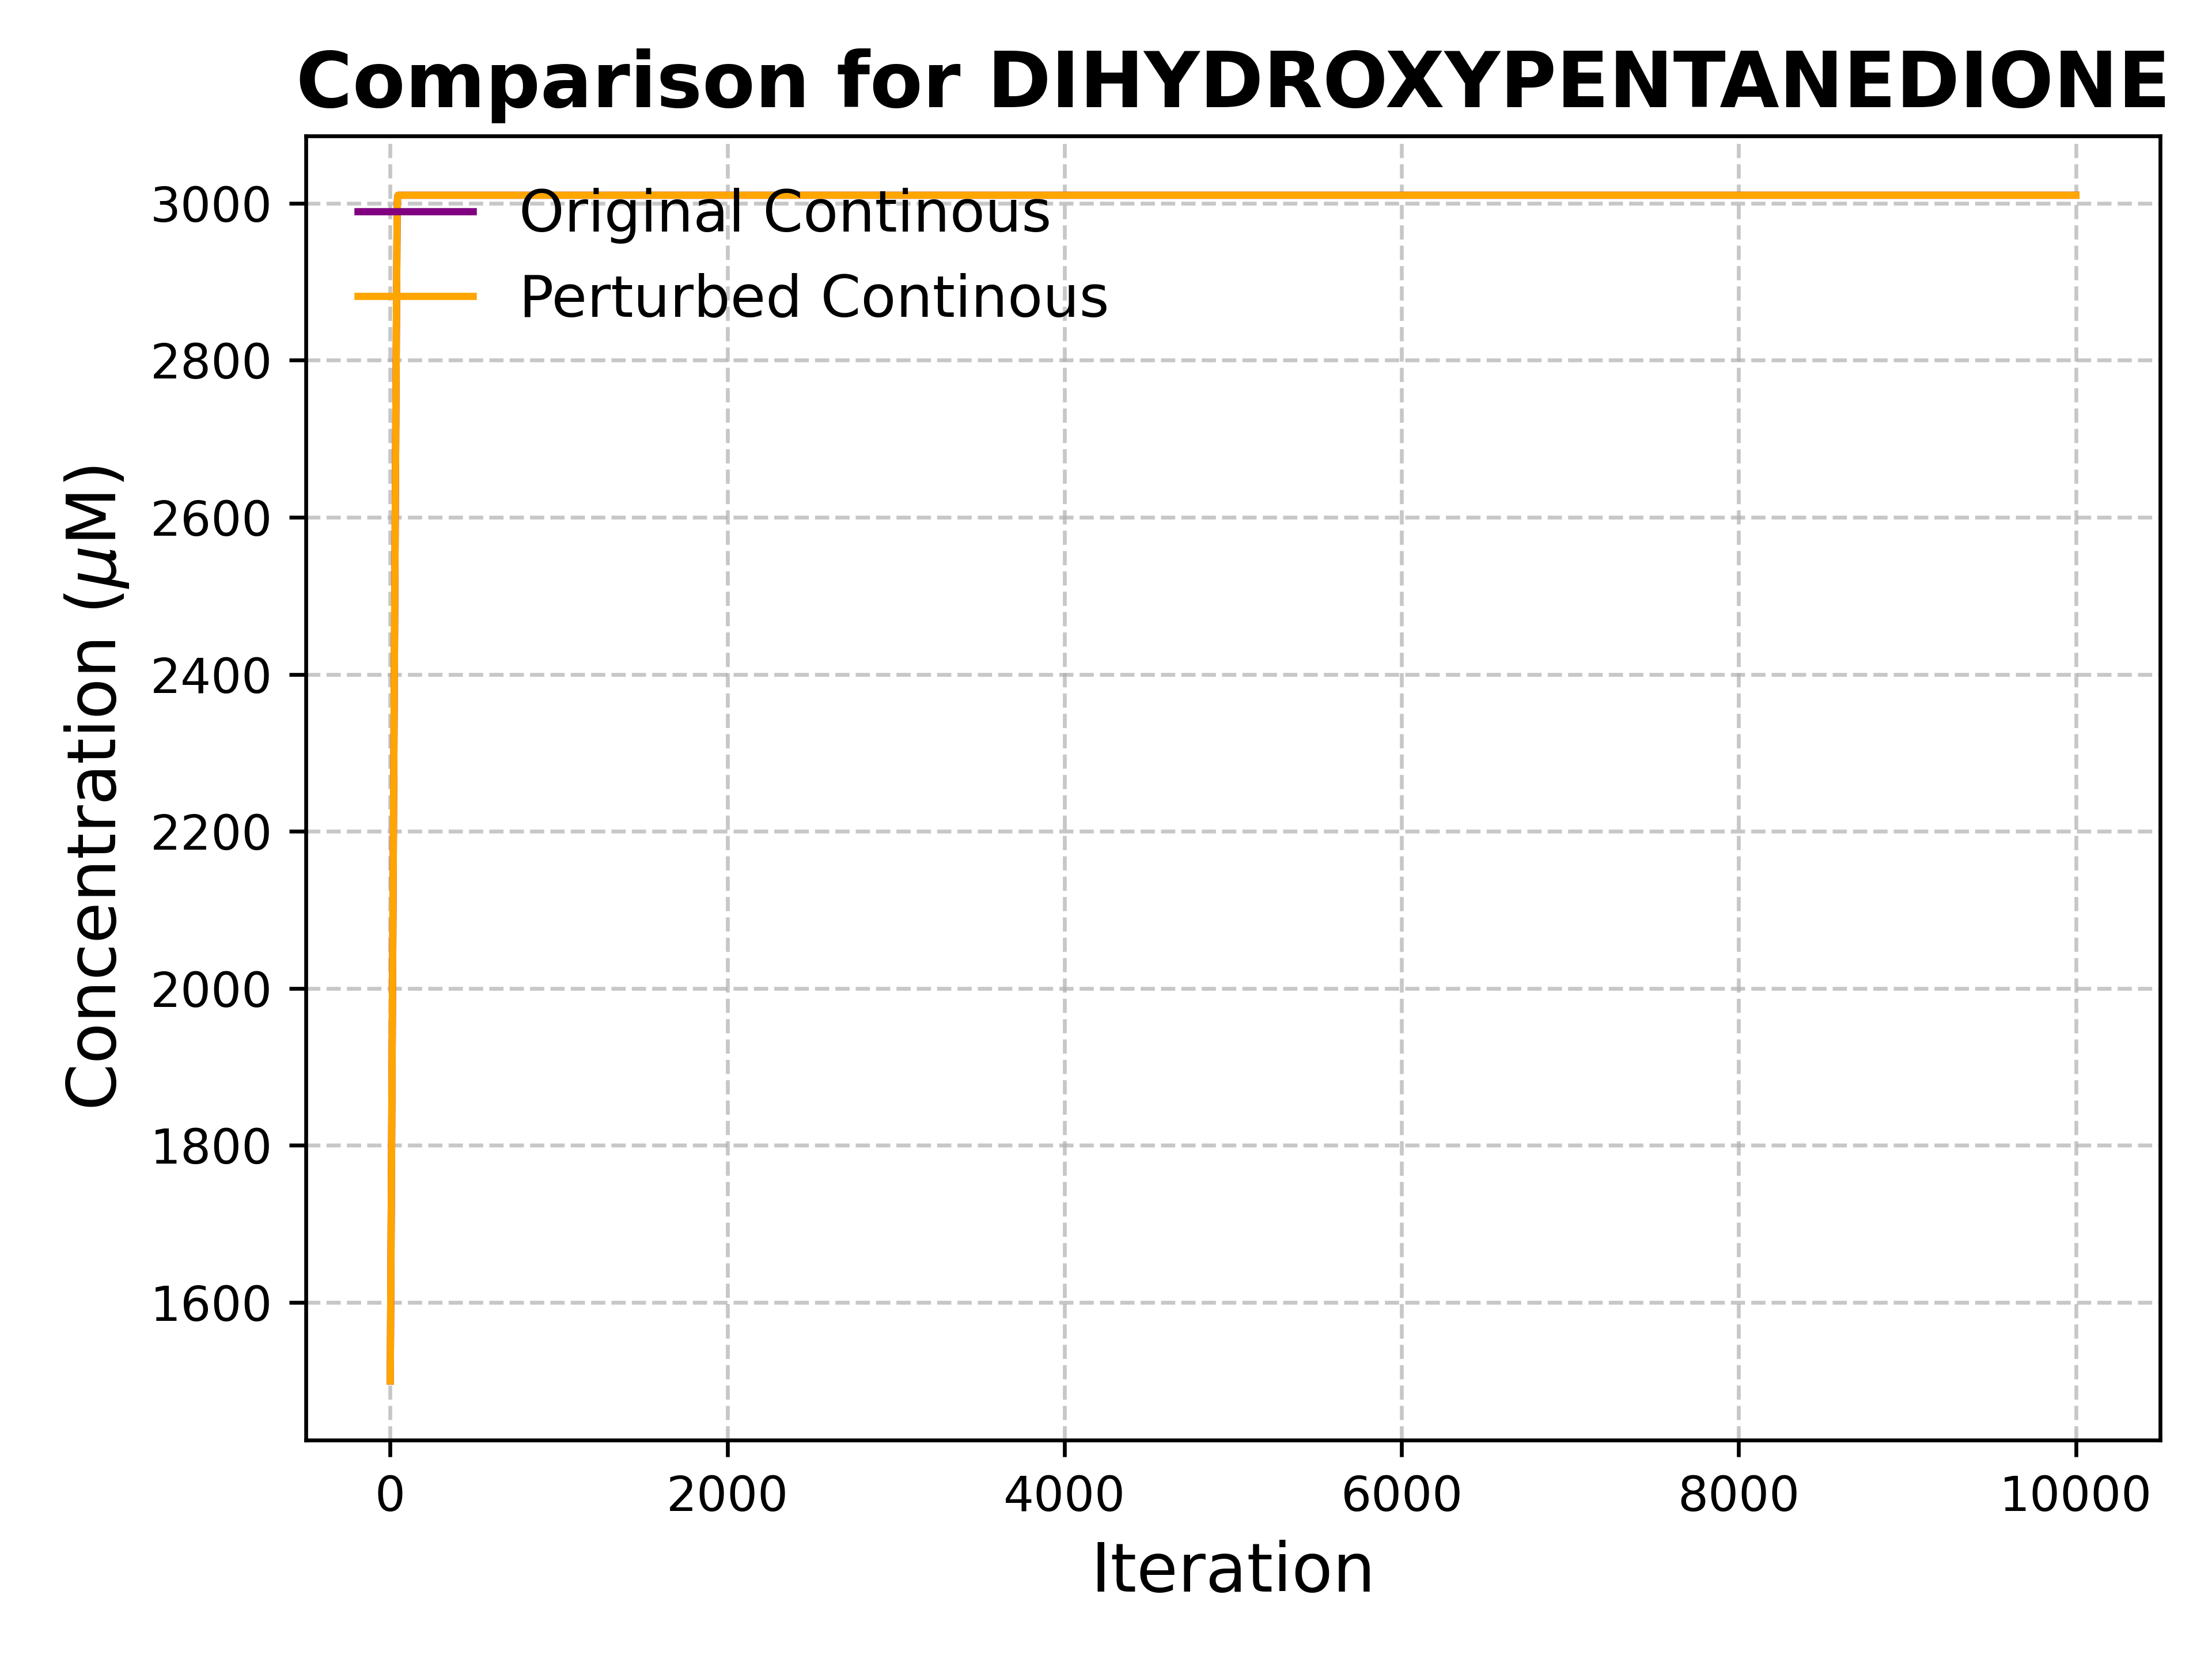 Comparison for DIHYDROXYPENTANEDIONE
Original Continous
Perturbed Continous
Concentration (μM)
3000
2800
2600
2400
2200
2000
1800
1600
0 2000 4000 6000 8000 10000
Iteration